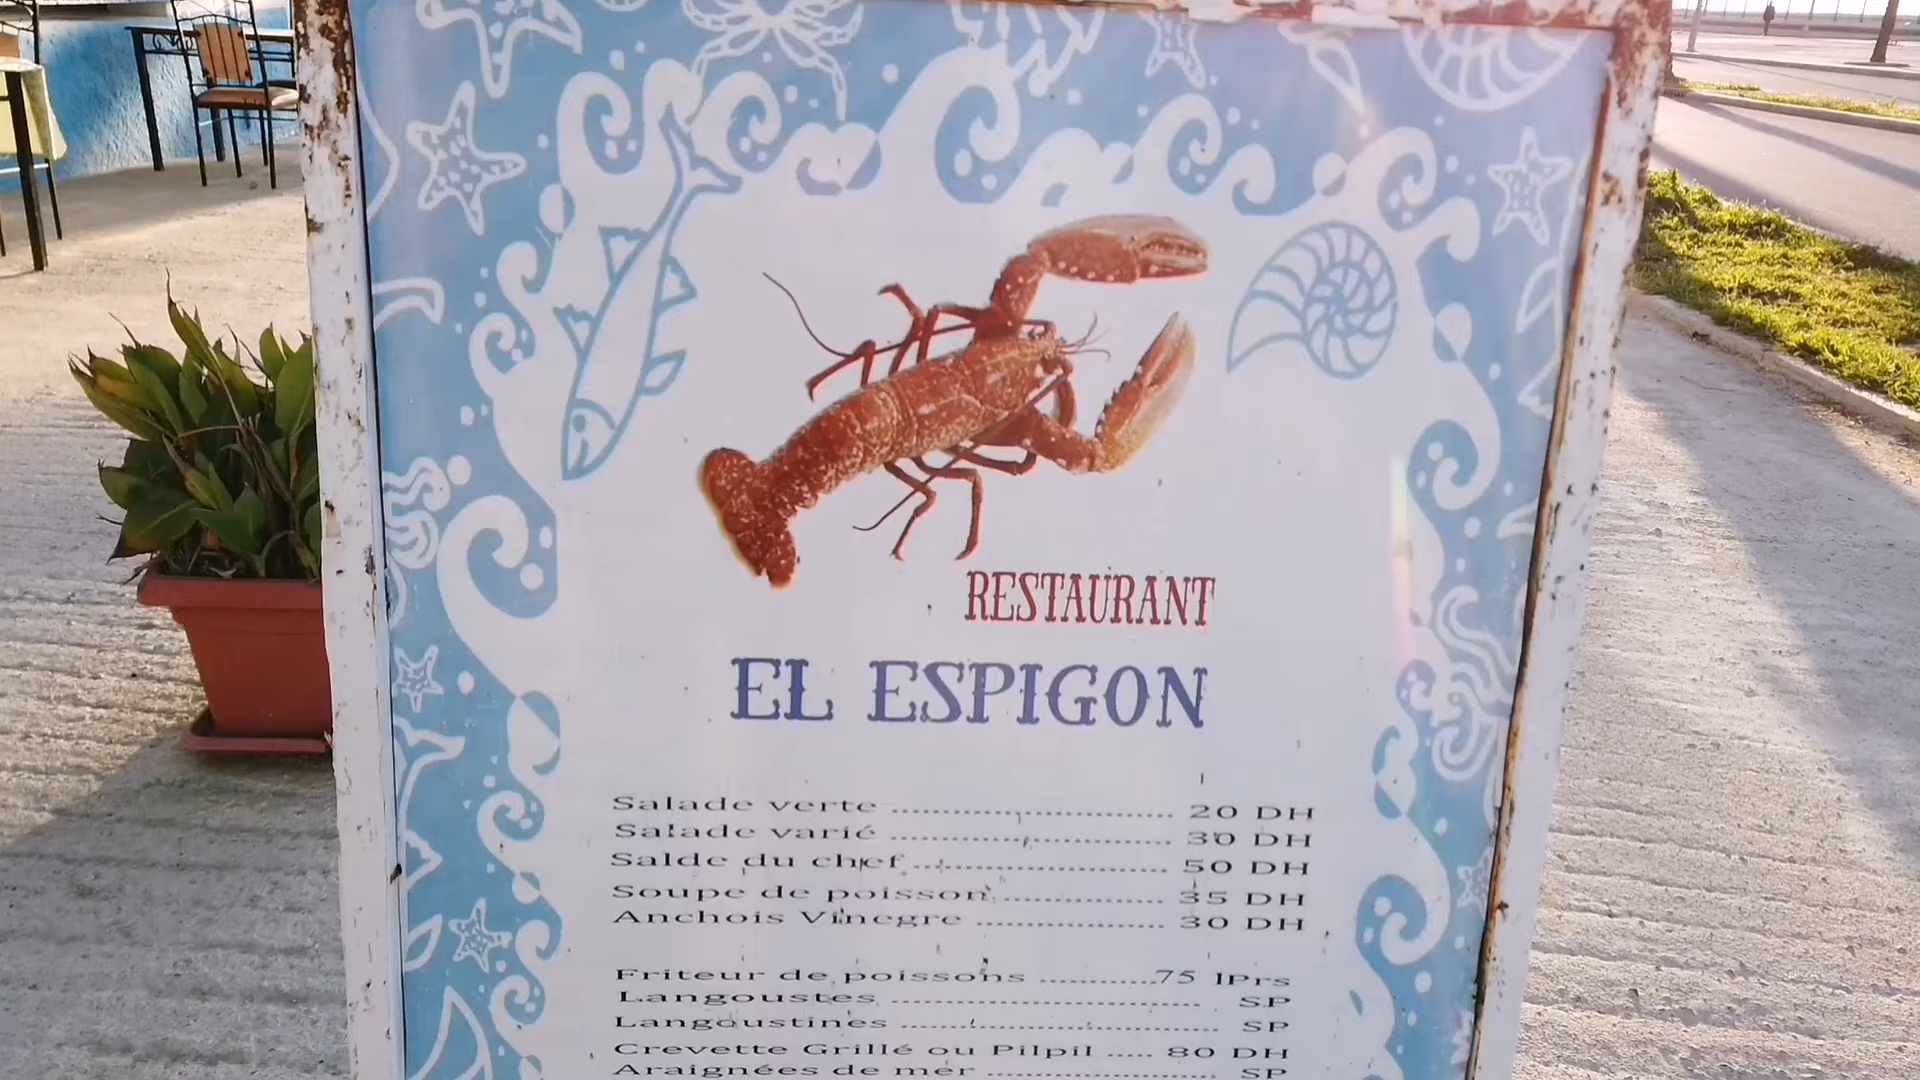 RESTAURANT
EL ESPIGON
Salade verte ........................................ 20 DH
Salade varié ........................................ 30 DH
Salde du chef ..................................... 50 DH
Soupe de poisson ....................... 35 DH
Anchois Vinegre ........................... 30 DH
Friteur de poissons ................75 1Prs
Langoustes ............................................ SP
Langoustines ............................................ SP
Crevette Grillé ou Pilpil ..... 80 DH
Araignées de mer ............................. SP